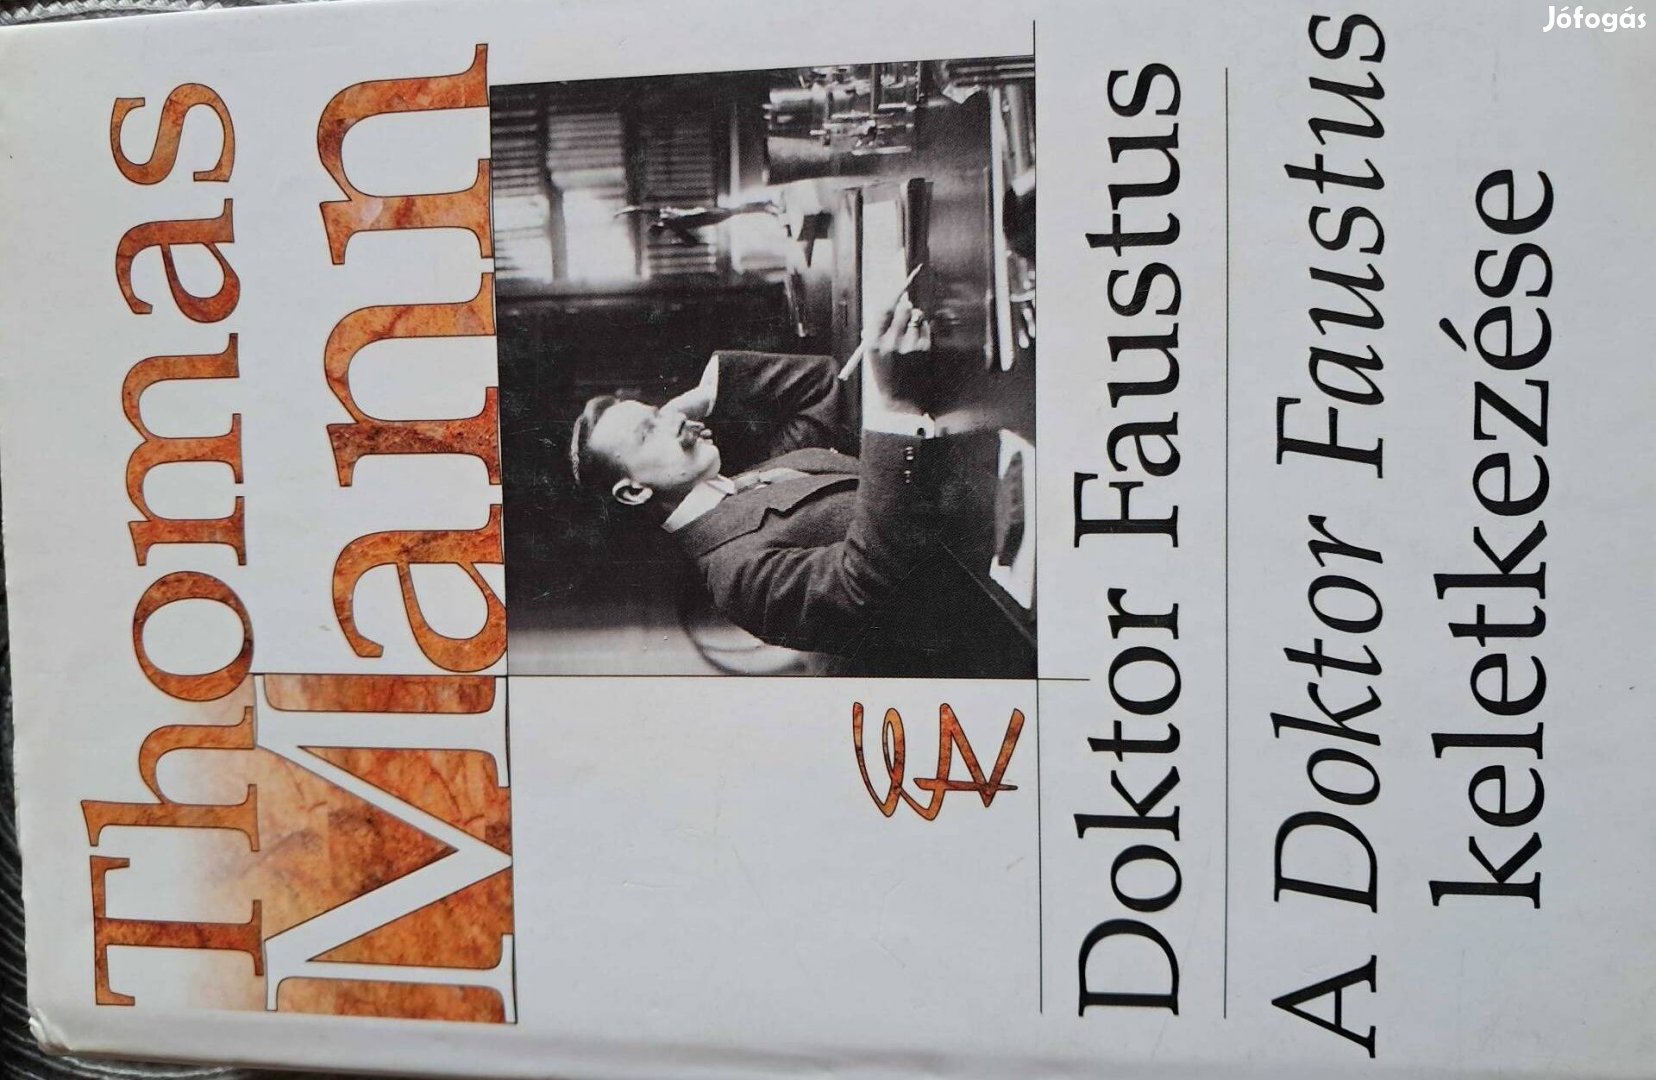 Thomas
Mann
Doktor Faustus
A Doktor Faustus
keletkezése
Jófogás